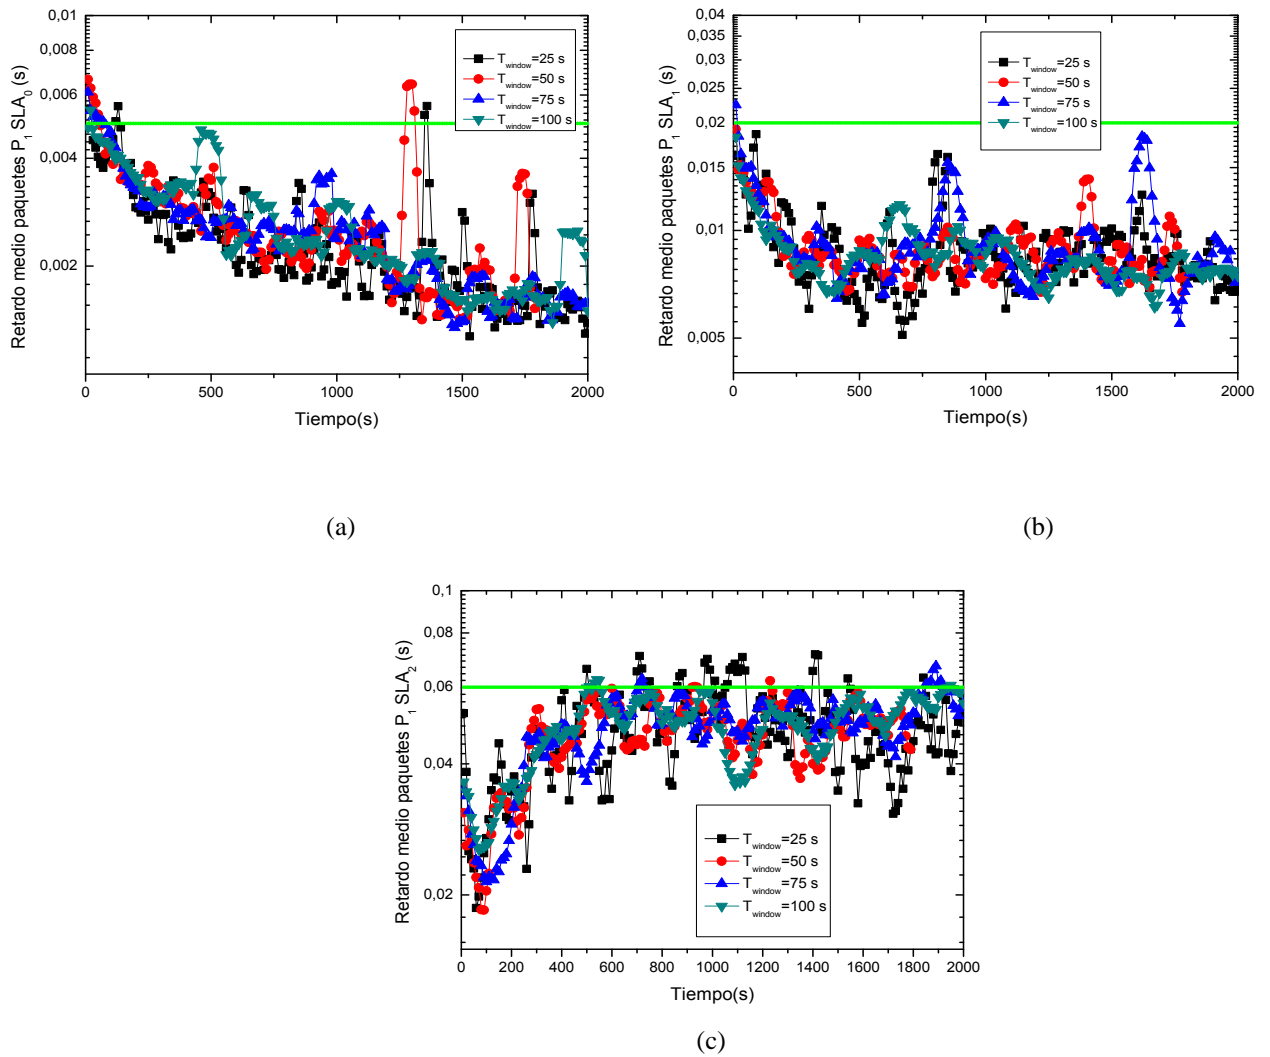 0,01
0,008
0,006
0,004
0,002
Retardo medio paquetes P1 SLA0 (s)
Twindow=25 s
Twindow=50 s
Twindow=75 s
Twindow=100 s
0 500 1000 1500 2000
Tiempo(s)
(a)
0,04
0,03
0,025
0,02
0,015
0,01
0,005
Retardo medio paquetes P1 SLA1 (s)
Twindow=25 s
Twindow=50 s
Twindow=75 s
Twindow=100 s
0 500 1000 1500 2000
Tiempo(s)
(b)
0,1
0,08
0,06
0,04
0,02
Retardo medio paquetes P1 SLA2 (s)
Twindow=25 s
Twindow=50 s
Twindow=75 s
Twindow=100 s
0 200 400 600 800 1000 1200 1400 1600 1800 2000
Tiempo(s)
(c)